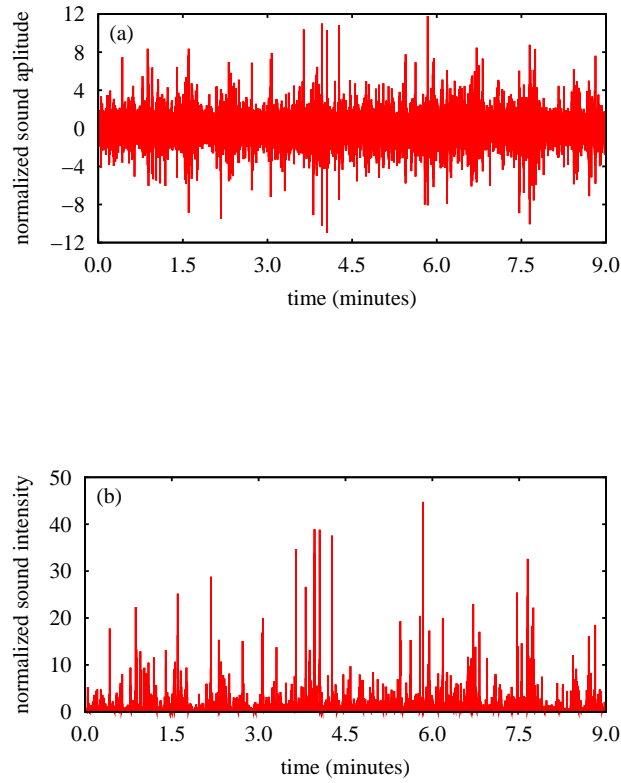 (a)
normalized sound aplitude
12
8
4
0
−4
−8
−12
0.0 1.5 3.0 4.5 6.0 7.5 9.0
time (minutes)
(b)
normalized sound intensity
50
40
30
20
10
0
0.0 1.5 3.0 4.5 6.0 7.5 9.0
time (minutes)